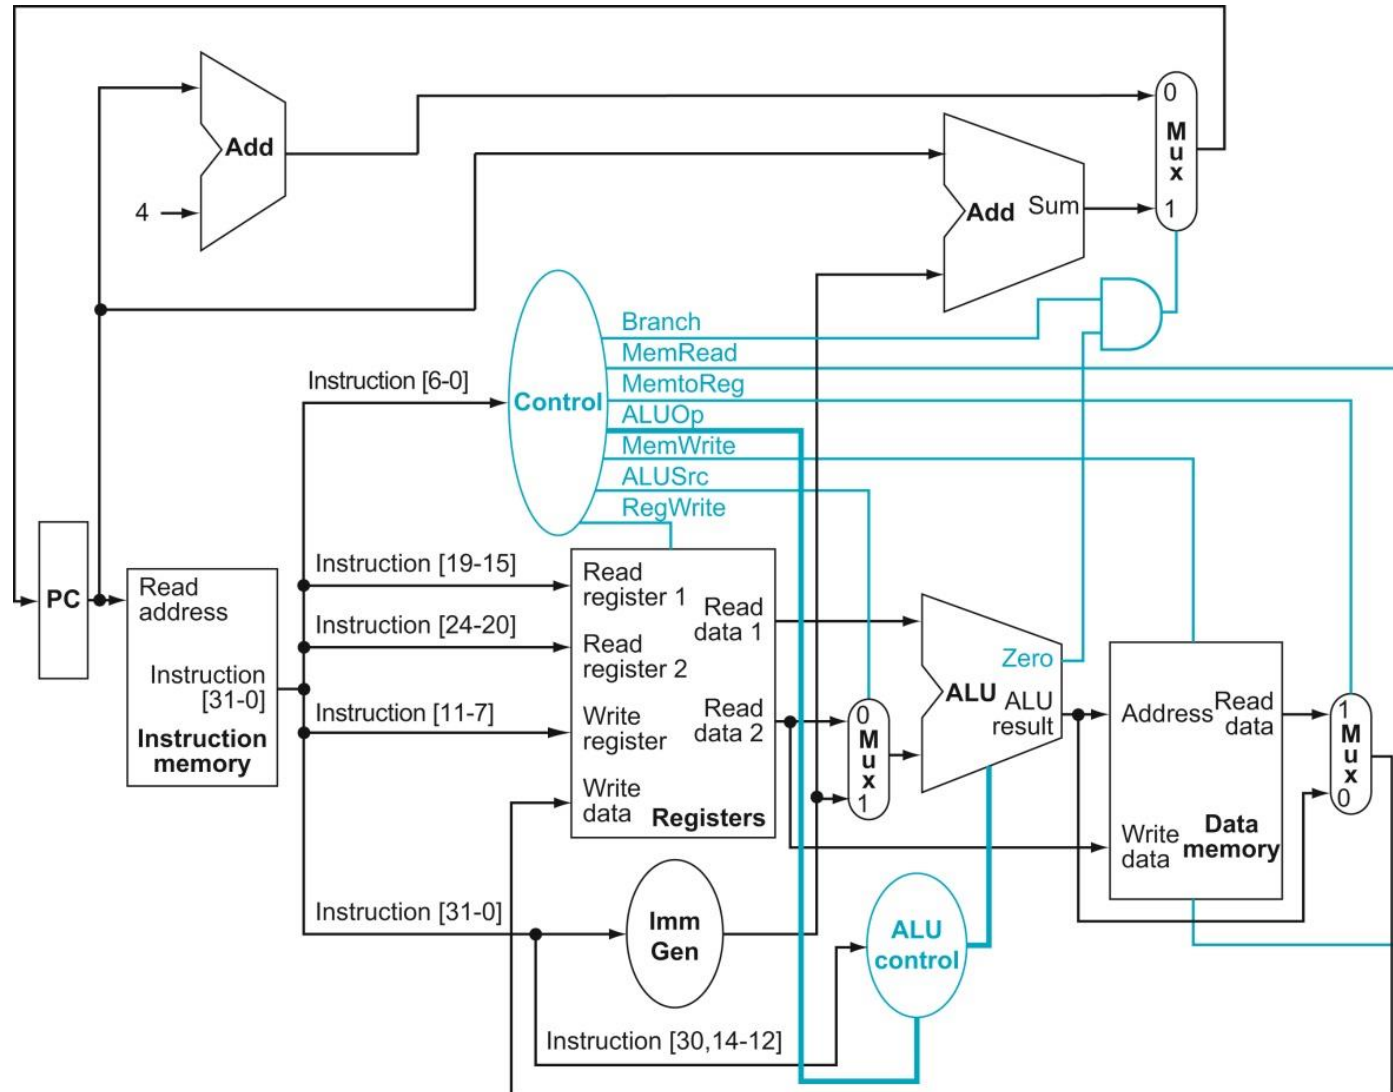 0
M
u
x
1
Add
4
Add Sum
Branch
MemRead
MemtoReg
ALUOp
MemWrite
ALUSrc
RegWrite
Control
Instruction [6-0]
PC
Read
address
Instruction
[31-0]
Instruction
memory
Instruction [19-15]
Instruction [24-20]
Instruction [11-7]
Instruction [31-0]
Read
register 1
Read
data 1
Read
register 2
Write
register
Read
data 2
Write
data
Registers
0
M
u
x
1
Zero
ALU
ALU
result
Address
Read
data
Write
data
Data
memory
1
M
u
x
0
Imm
Gen
ALU
control
Instruction [30,14-12]